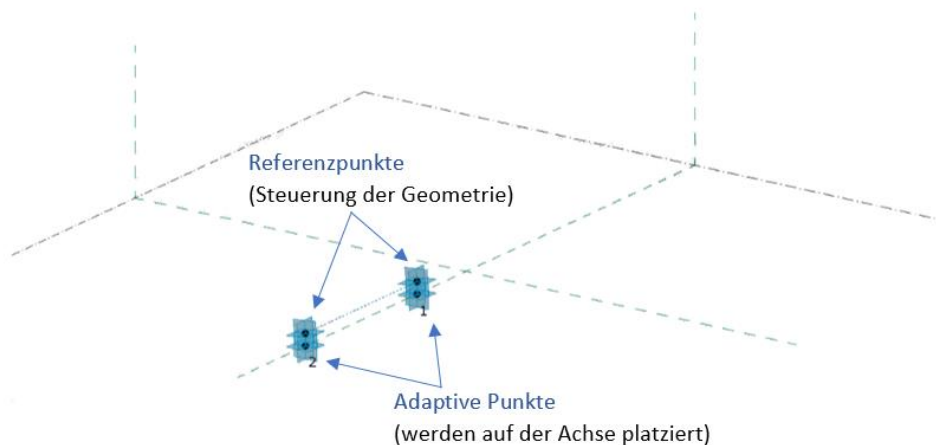 Referenzpunkte
(Steuerung der Geometrie)
1
2
Adaptive Punkte
(werden auf der Achse platziert)